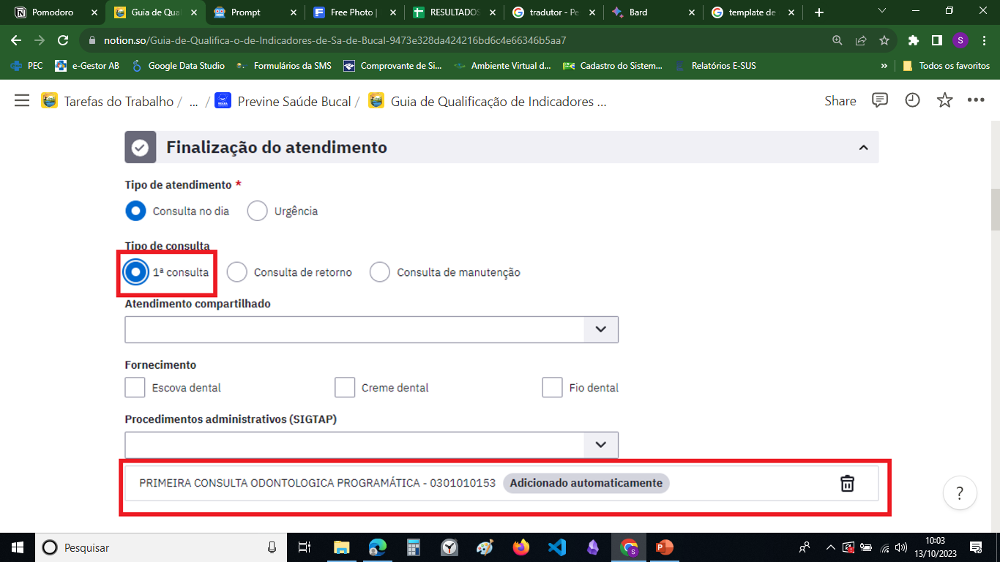 Pomodoro
Guia de Qual
Prompt
Free Photo |
RESULTADOS
tradutor - Pe
Bard
template de
notion.so/Guia-de-Qualifica-o-de-Indicadores-de-Sa-de-Bucal-9473e328da424216bd6c4e66346b5aa7
S
PEC
e-Gestor AB
Google Data Studio
Formulários da SMS
Comprovante de Si...
Ambiente Virtual d...
Cadastro do Sistem...
Relatórios E-SUS
»
Todos os favoritos
Tarefas do Trabalho / ... / Previne Saúde Bucal / Guia de Qualificação de Indicadores ...
Share
Finalização do atendimento
Tipo de atendimento *
Consulta no dia
Urgência
Tipo de consulta
1ª consulta
Consulta de retorno
Consulta de manutenção
Atendimento compartilhado
Fornecimento
Escova dental
Creme dental
Fio dental
Procedimentos administrativos (SIGTAP)
PRIMEIRA CONSULTA ODONTOLOGICA PROGRAMÁTICA - 0301010153 Adicionado automaticamente
?
Pesquisar
10:03
13/10/2023